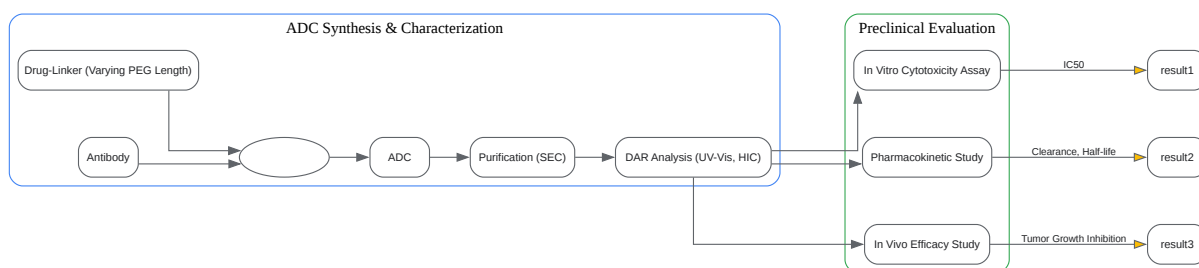 ADC Synthesis & Characterization
Preclinical Evaluation
Drug-Linker (Varying PEG Length)
In Vitro Cytotoxicity Assay
IC50
result1
Antibody
ADC
Purification (SEC)
DAR Analysis (UV-Vis, HIC)
Pharmacokinetic Study
Clearance, Half-life
result2
In Vivo Efficacy Study
Tumor Growth Inhibition
result3